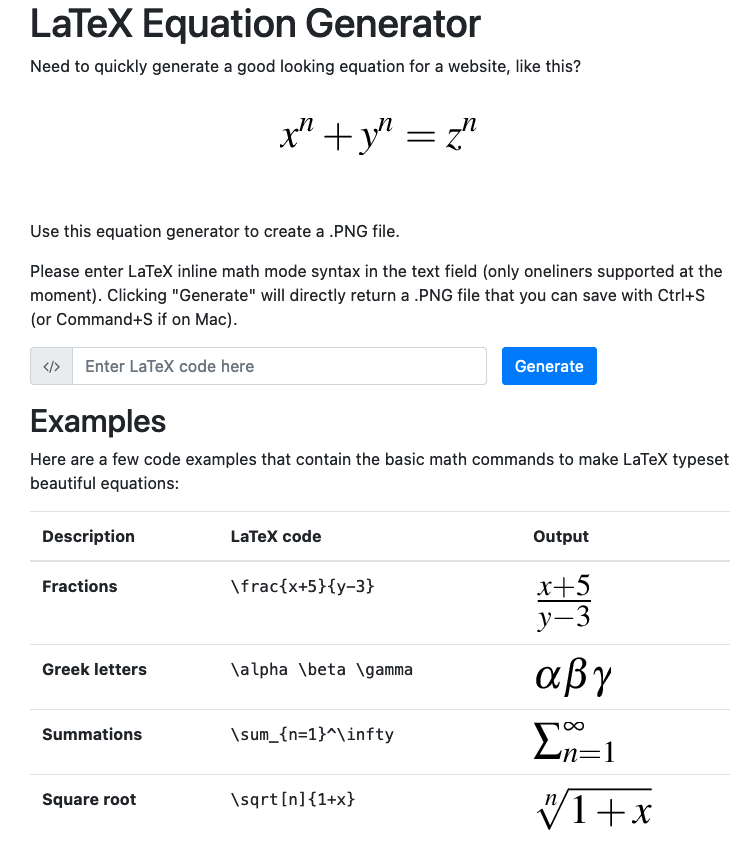 LaTeX Equation Generator
Need to quickly generate a good looking equation for a website, like this?
xⁿ + yⁿ = zⁿ
Use this equation generator to create a .PNG file.
Please enter LaTeX inline math mode syntax in the text field (only oneliners supported at the
moment). Clicking "Generate" will directly return a .PNG file that you can save with Ctrl+S
(or Command+S if on Mac).
</> Enter LaTeX code here Generate
Examples
Here are a few code examples that contain the basic math commands to make LaTeX typeset
beautiful equations:
Description LaTeX code Output
Fractions \frac{x+5}{y-3} \frac{x+5}{y-3}
Greek letters \alpha \beta \gamma αβγ
Summations \sum_{n=1}^\infty \sum_{n=1}^{\infty}
Square root \sqrt[n]{1+x} \sqrt[n]{1+x}